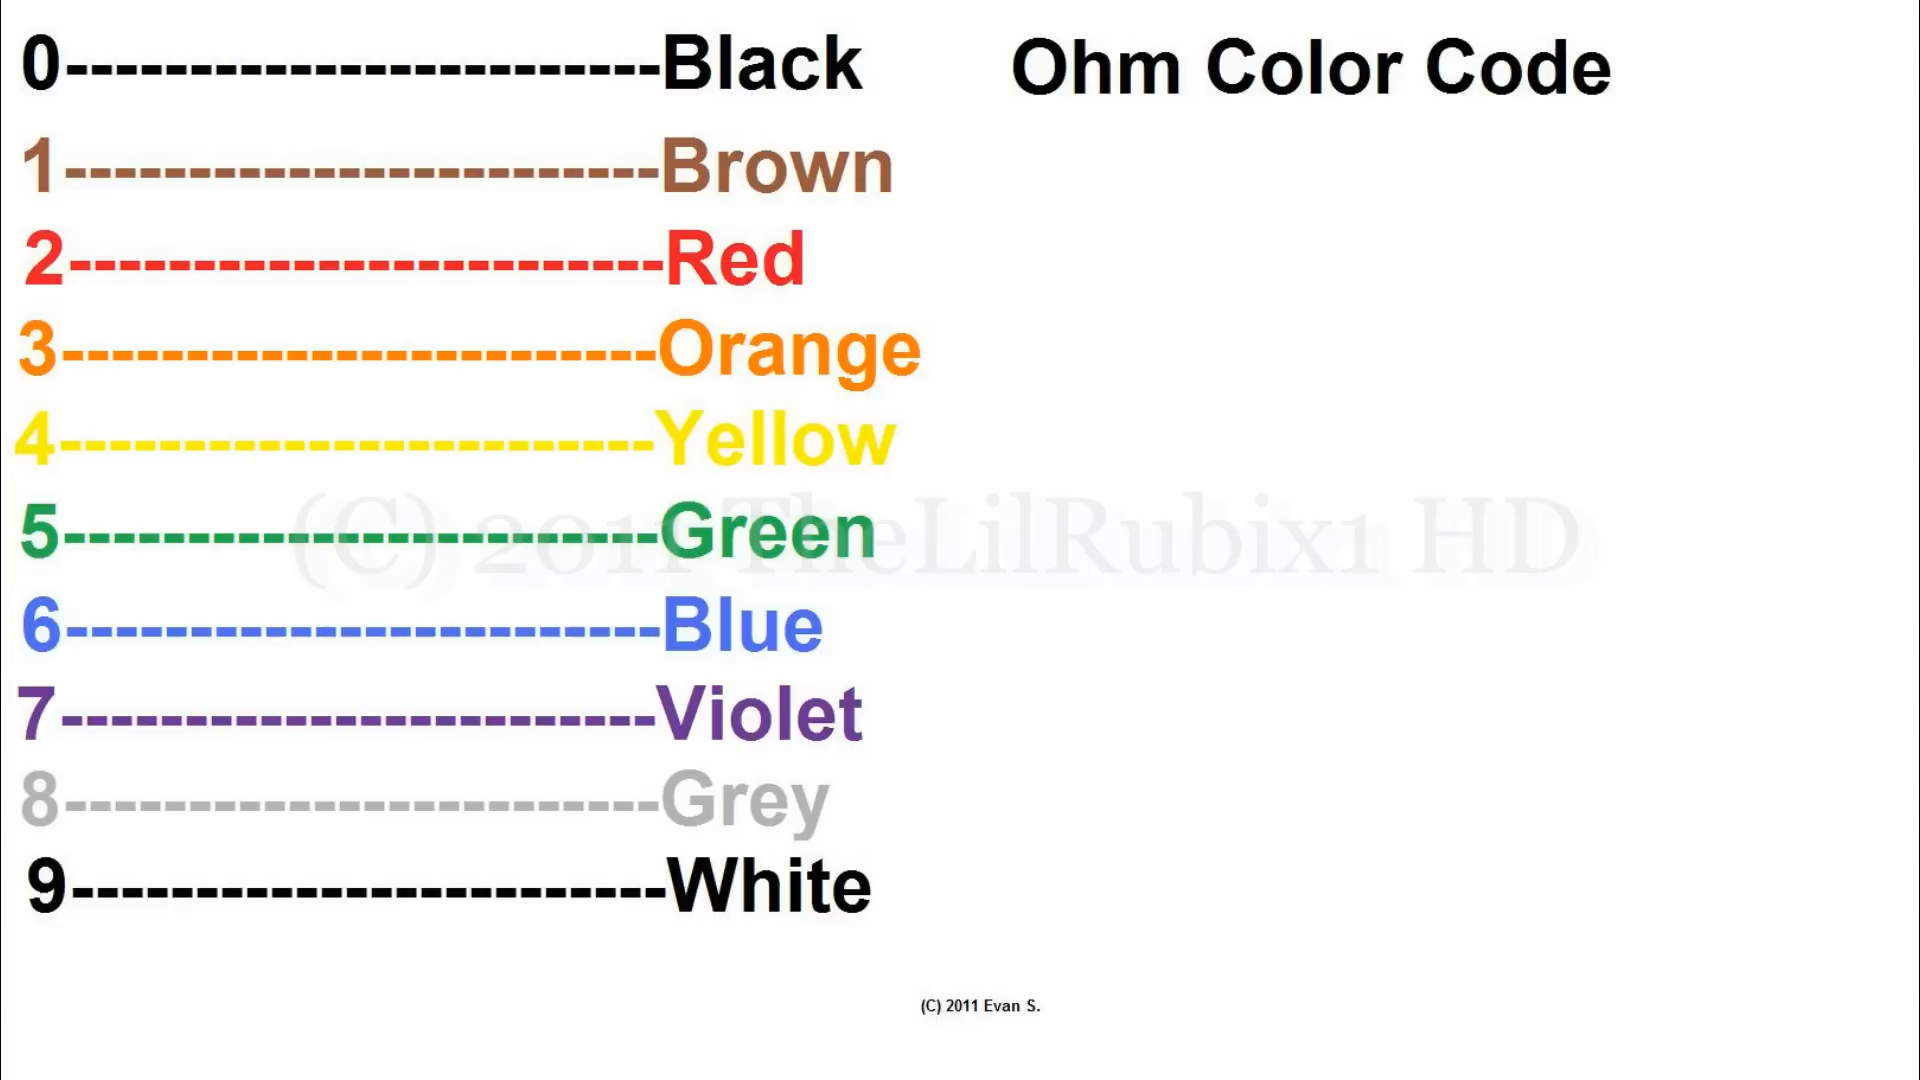 0------------------------Black
Ohm Color Code
1------------------------Brown
2------------------------Red
3------------------------Orange
4------------------------Yellow
5------------------------Green
(C) 2011 TheLilRubix1 HD
6------------------------Blue
7------------------------Violet
8------------------------Grey
9------------------------White
(C) 2011 Evan S.